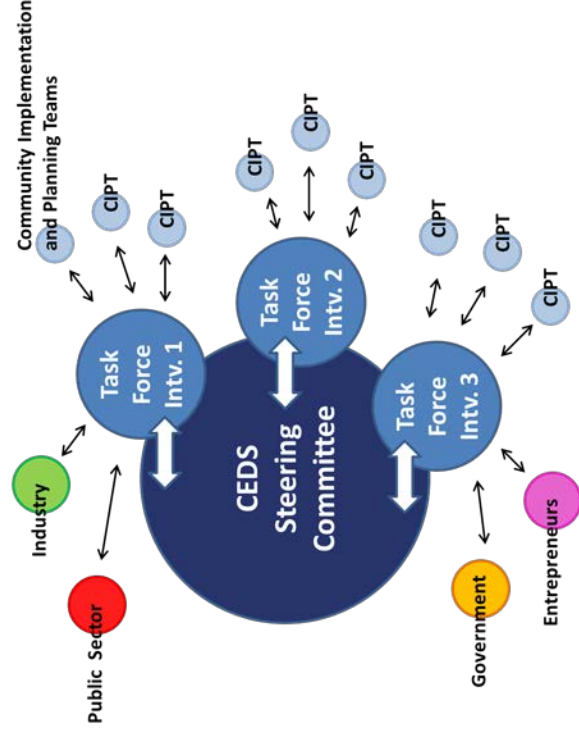 Community Implementation
and Planning Teams
CIPT
CIPT
Industry
Task
Force
Intv. 1
Public Sector
CEDS
Steering
Committee
Task
Force
Intv. 2
CIPT
CIPT
CIPT
Task
Force
Intv. 3
CIPT
CIPT
CIPT
Government
Entrepreneurs